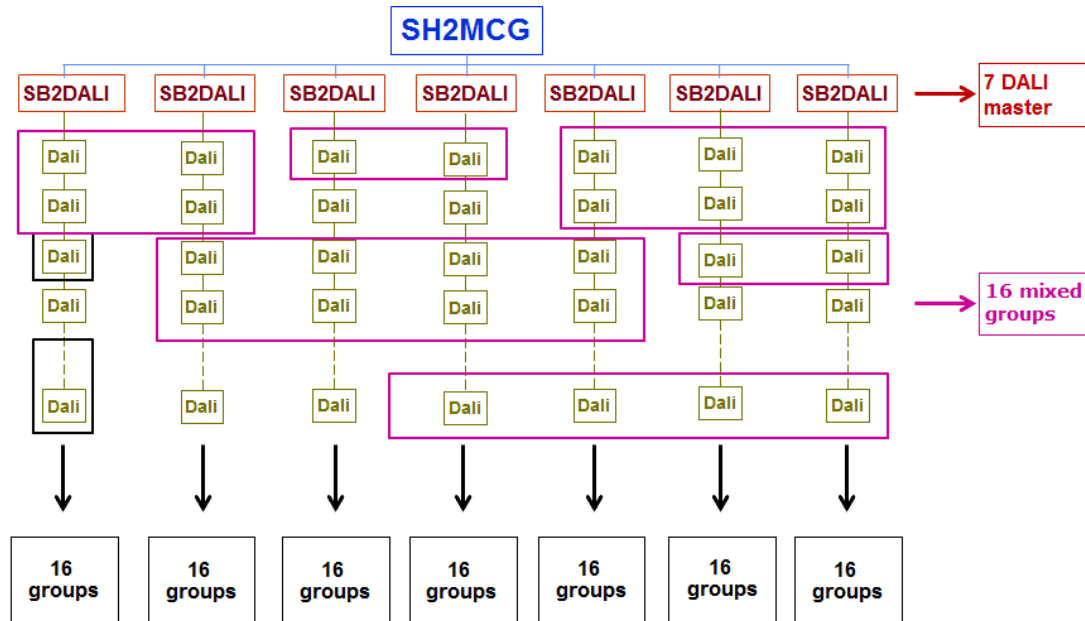 SH2MCG
SB2DALI SB2DALI SB2DALI SB2DALI SB2DALI SB2DALI SB2DALI
7 DALI
master
Dali Dali Dali Dali Dali Dali Dali
Dali Dali Dali Dali Dali Dali Dali
Dali Dali Dali Dali Dali Dali Dali
Dali Dali Dali Dali Dali Dali Dali
16 mixed
groups
Dali Dali Dali Dali Dali Dali Dali
16 16 16 16 16 16 16
groups groups groups groups groups groups groups